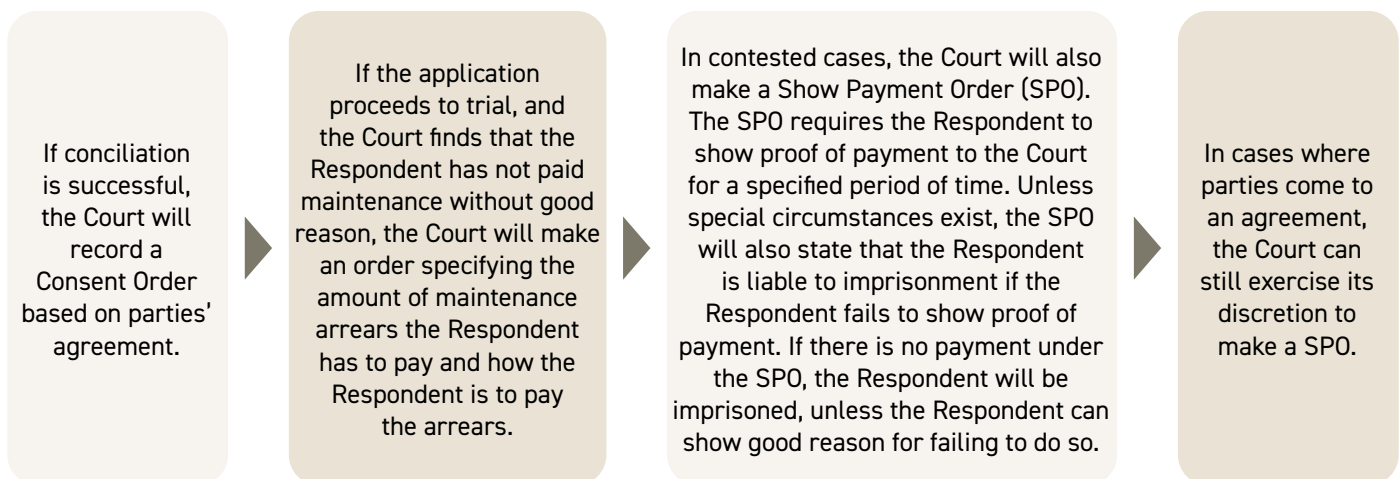 If conciliation
is successful,
the Court will
record a
Consent Order
based on parties’
agreement.
If the application
proceeds to trial, and
the Court finds that the
Respondent has not paid
maintenance without good
reason, the Court will make
an order specifying the
amount of maintenance
arrears the Respondent
has to pay and how the
Respondent is to pay
the arrears.
In contested cases, the Court will also
make a Show Payment Order (SPO).
The SPO requires the Respondent to
show proof of payment to the Court
for a specified period of time. Unless
special circumstances exist, the SPO
will also state that the Respondent
is liable to imprisonment if the
Respondent fails to show proof of
payment. If there is no payment under
the SPO, the Respondent will be
imprisoned, unless the Respondent can
show good reason for failing to do so.
In cases where
parties come to
an agreement,
the Court can
still exercise its
discretion to
make a SPO.